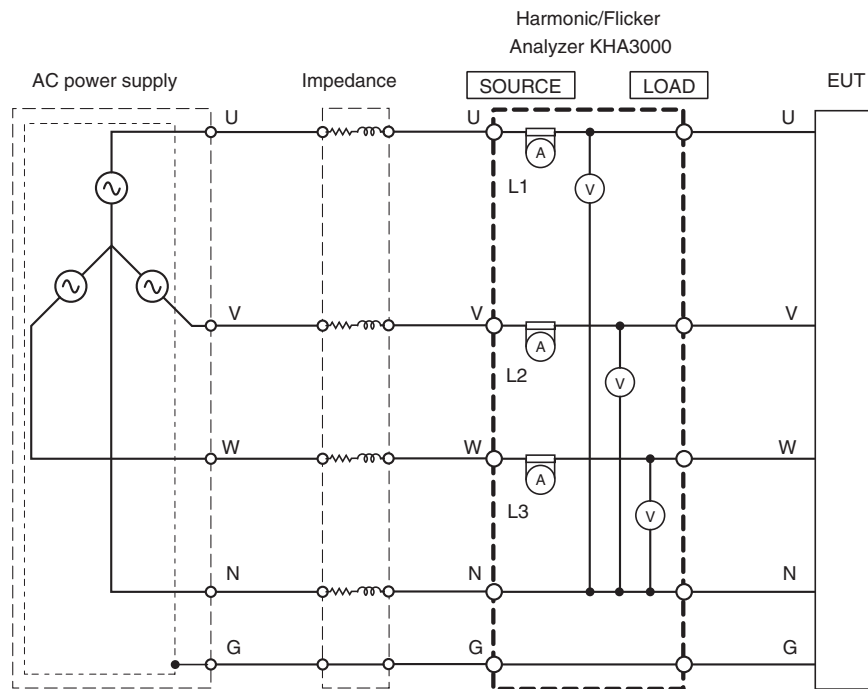 Harmonic/Flicker
Analyzer KHA3000
AC power supply Impedance SOURCE LOAD EUT
U U U
A
L1
V
V V V
A
L2
V
W W W
A
L3
V
N N N
G G G